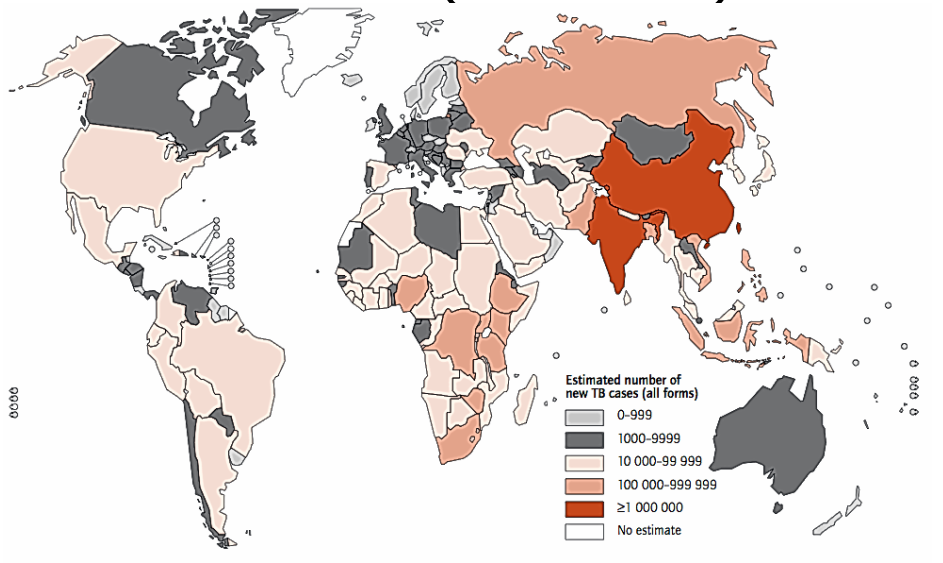 Estimated number of
new TB cases (all forms)
0–999
1000–9999
10 000–99 999
100 000–999 999
≥1 000 000
No estimate